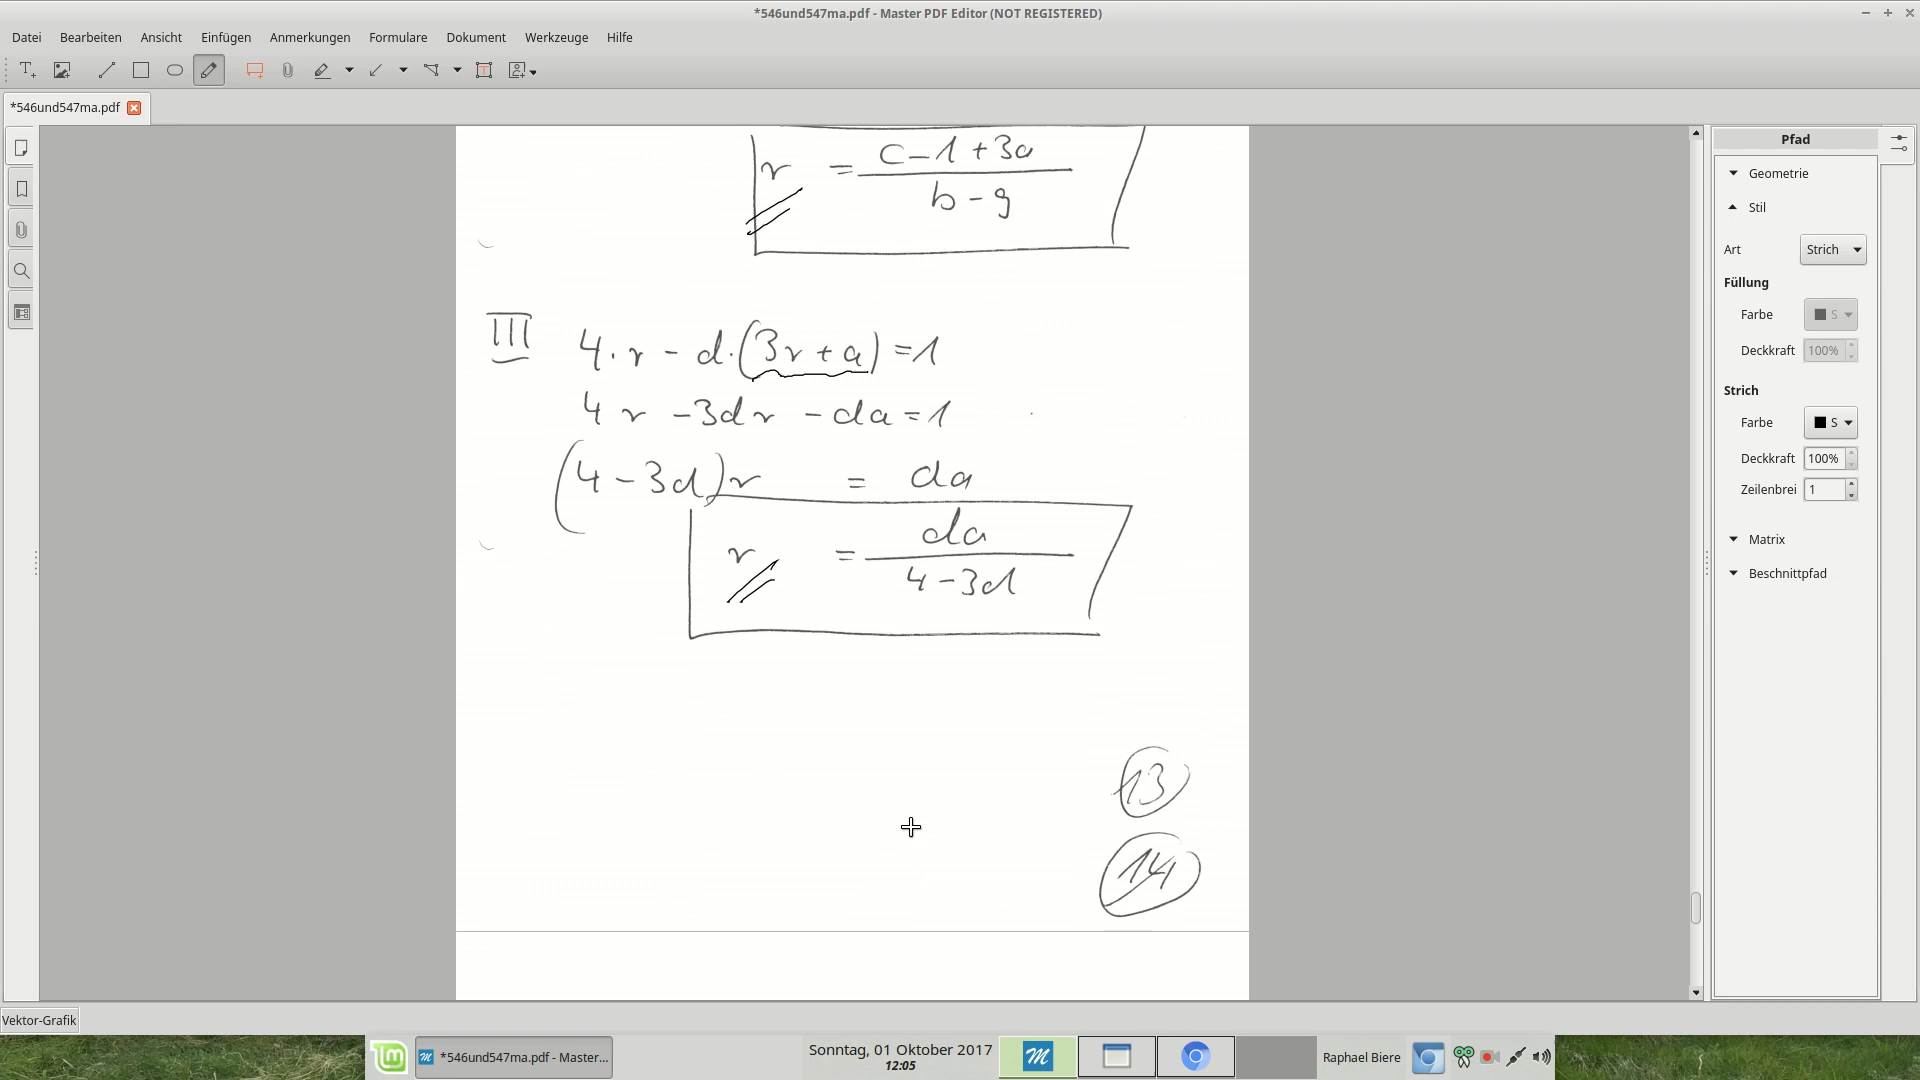 *546und547ma.pdf - Master PDF Editor (NOT REGISTERED)
Datei Bearbeiten Ansicht Einfügen Anmerkungen Formulare Dokument Werkzeuge Hilfe
*546und547ma.pdf
r = (c-1+3a)/(b-g)
III 4·r - d·(3r+a)=1
4r -3dr -da=1
(4-3d)r = da
r = da/(4-3d)
13
14
Pfad
Geometrie
Stil
Art Strich
Füllung
Farbe S
Deckkraft 100%
Strich
Farbe S
Deckkraft 100%
Zeilenbrei 1
Matrix
Beschnittpfad
Vektor-Grafik
*546und547ma.pdf - Master...
Sonntag, 01 Oktober 2017
12:05
Raphael Biere